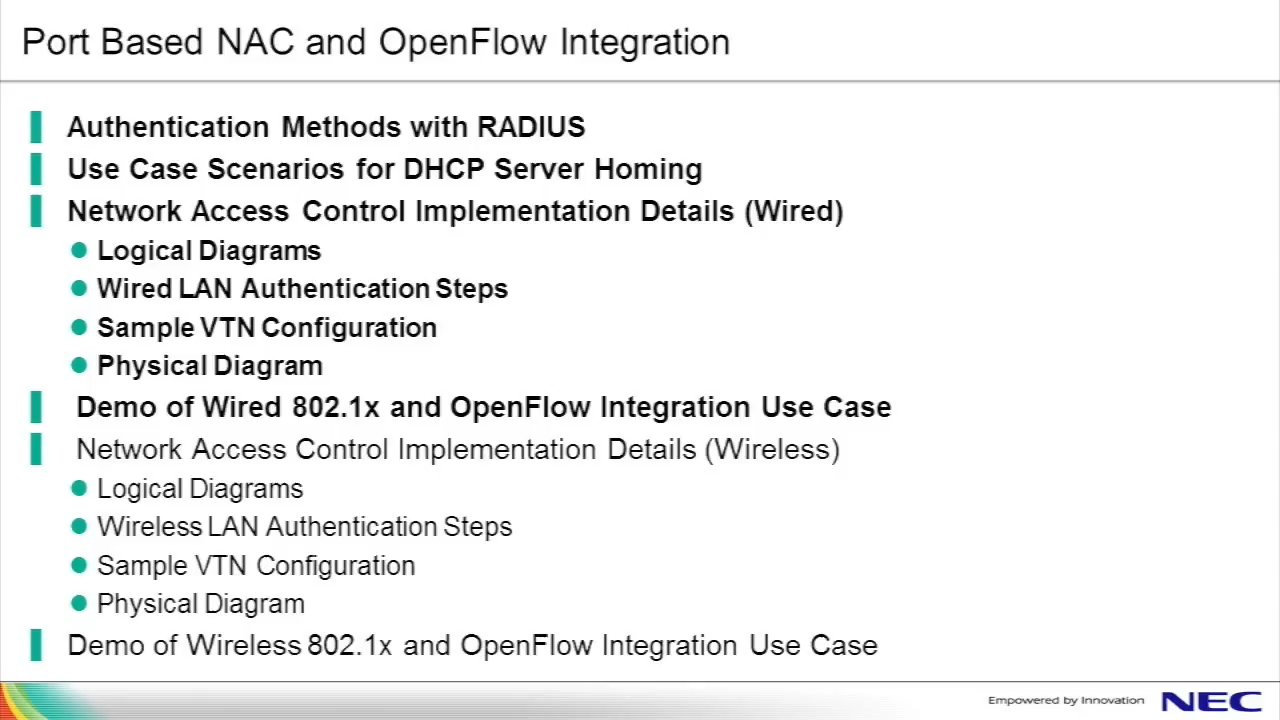 Port Based NAC and OpenFlow Integration
Authentication Methods with RADIUS
Use Case Scenarios for DHCP Server Homing
Network Access Control Implementation Details (Wired)
Logical Diagrams
Wired LAN Authentication Steps
Sample VTN Configuration
Physical Diagram
Demo of Wired 802.1x and OpenFlow Integration Use Case
Network Access Control Implementation Details (Wireless)
Logical Diagrams
Wireless LAN Authentication Steps
Sample VTN Configuration
Physical Diagram
Demo of Wireless 802.1x and OpenFlow Integration Use Case
Empowered by Innovation NEC